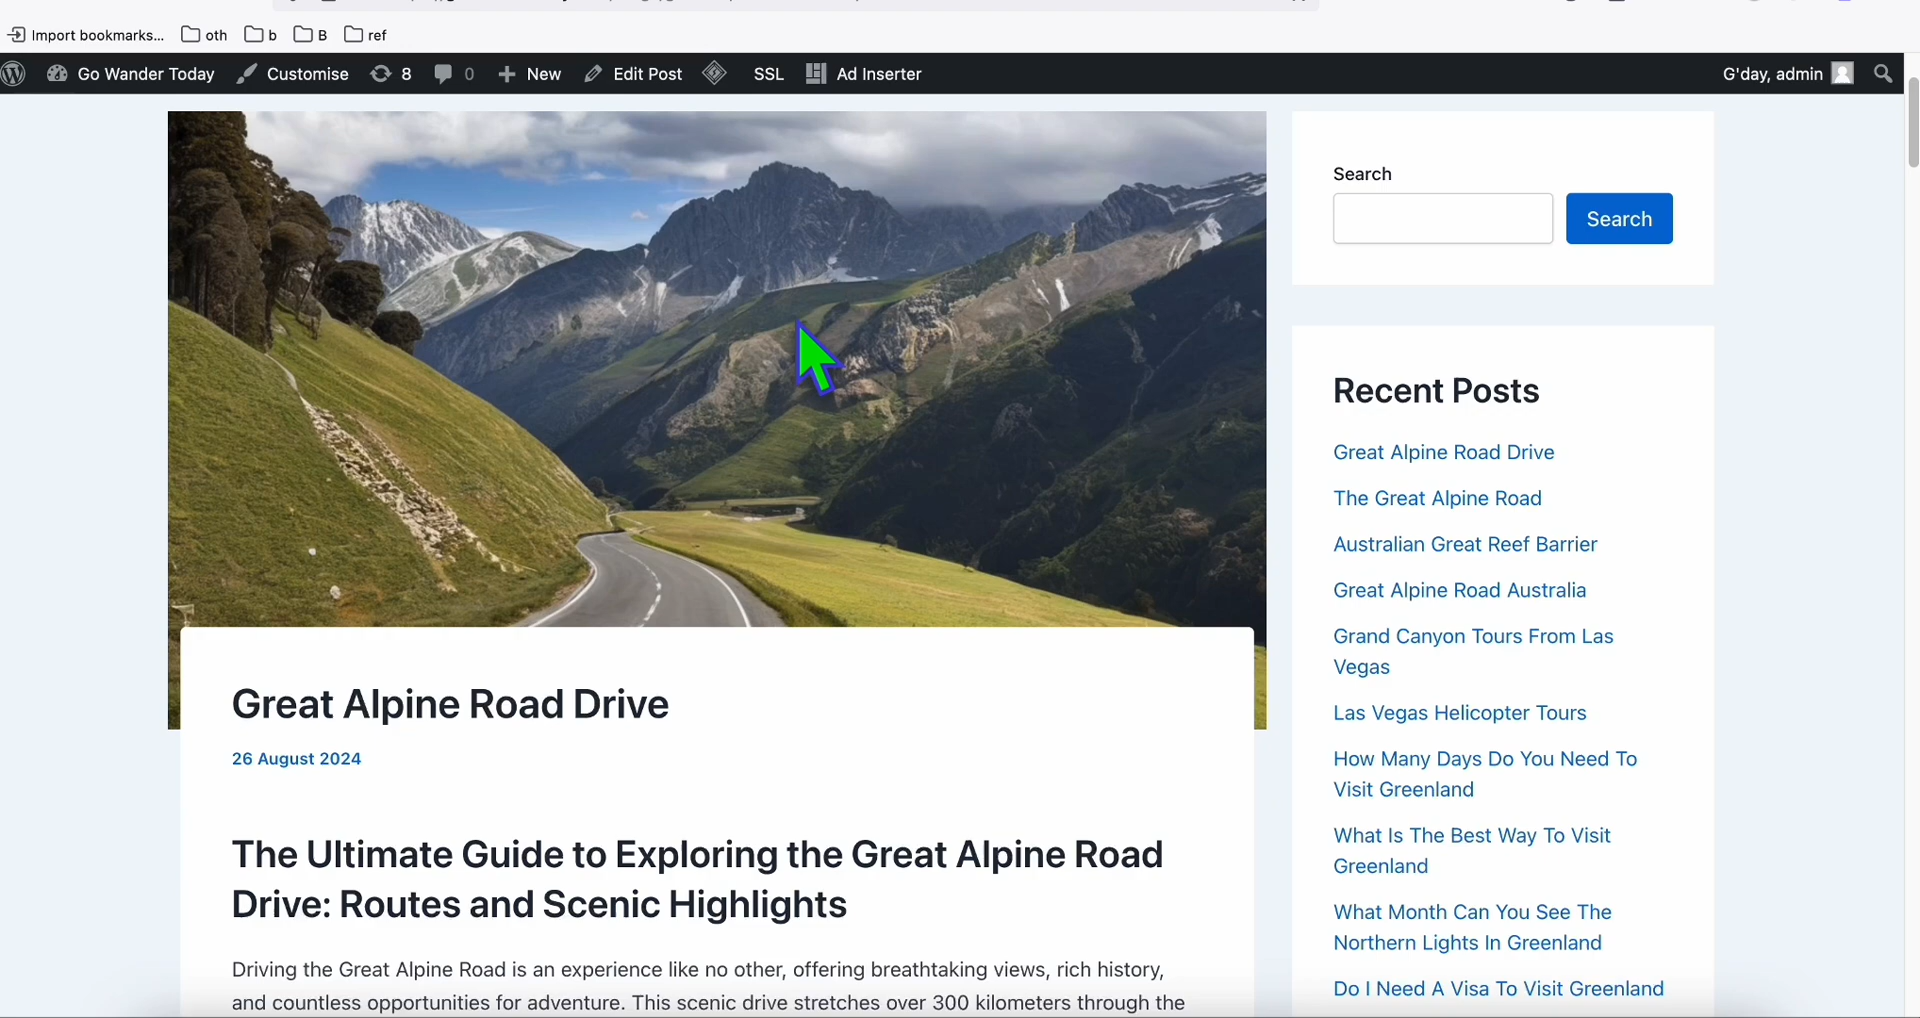 Import bookmarks... oth b B ref
Go Wander Today Customise 8 0 New Edit Post SSL Ad Inserter G'day, admin
Search
Search
Recent Posts
Great Alpine Road Drive
The Great Alpine Road
Australian Great Reef Barrier
Great Alpine Road Australia
Grand Canyon Tours From Las
Vegas
Las Vegas Helicopter Tours
How Many Days Do You Need To
Visit Greenland
What Is The Best Way To Visit
Greenland
What Month Can You See The
Northern Lights In Greenland
Do I Need A Visa To Visit Greenland
Great Alpine Road Drive
26 August 2024
The Ultimate Guide to Exploring the Great Alpine Road
Drive: Routes and Scenic Highlights
Driving the Great Alpine Road is an experience like no other, offering breathtaking views, rich history,
and countless opportunities for adventure. This scenic drive stretches over 300 kilometers through the